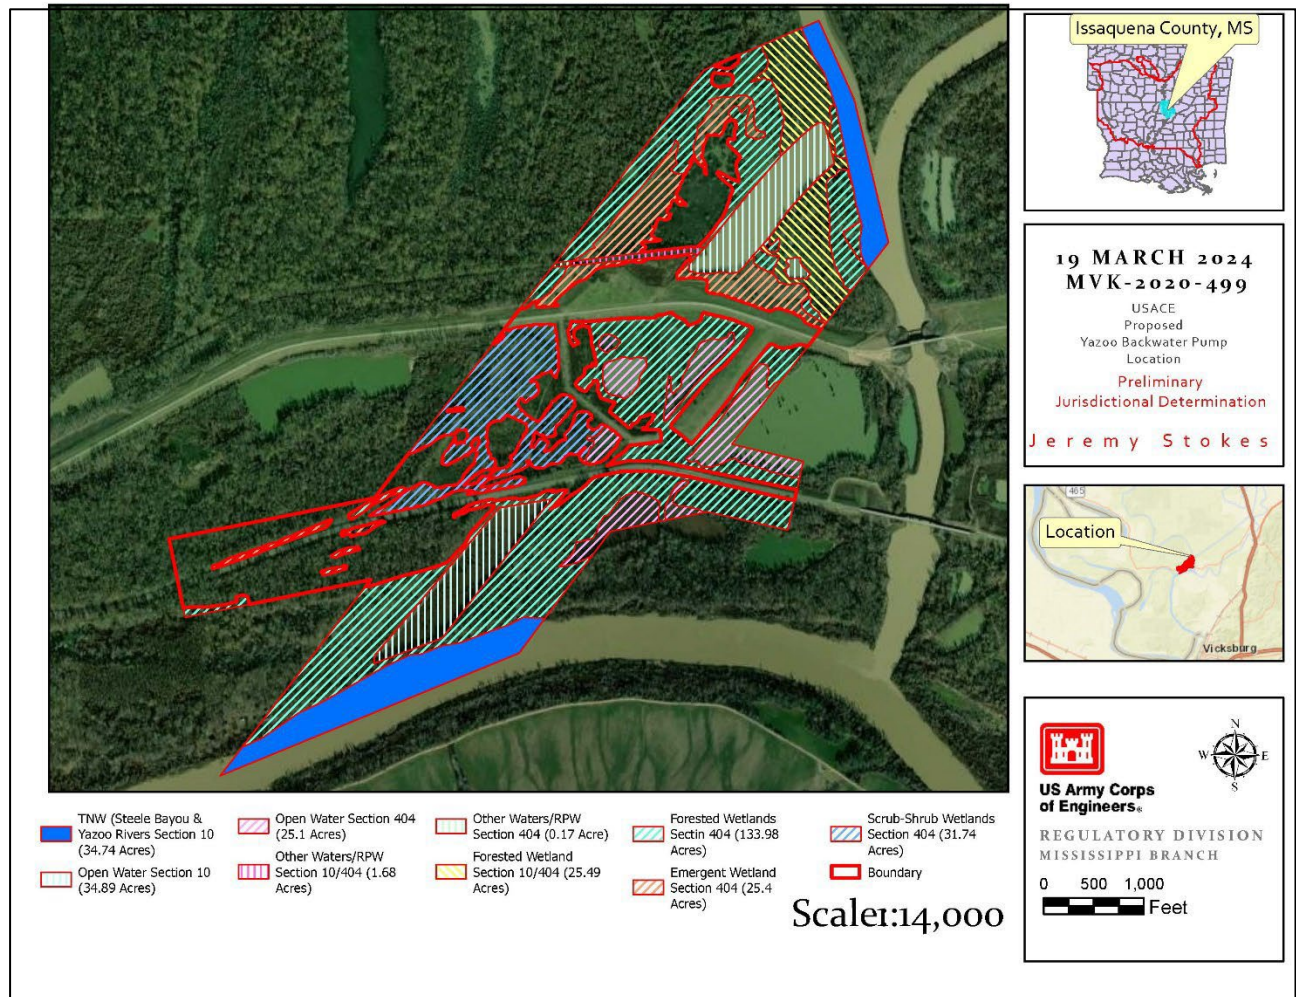 Issaquena County, MS
19 MARCH 2024
MVK-2020-499
USACE
Proposed
Yazoo Backwater Pump
Location
Preliminary
Jurisdictional Determination
Jeremy Stokes
465
Location
Vicksburg
TNW (Steele Bayou &
Yazoo Rivers Section 10
(34.74 Acres)
Open Water Section 10
(34.89 Acres)
Open Water Section 404
(25.1 Acres)
Other Waters/RPW
Section 10/404 (1.68
Acres)
Other Waters/RPW
Section 404 (0.17 Acre)
Forested Wetland
Section 10/404 (25.49
Acres)
Forested Wetlands
Sectin 404 (133.98
Acres)
Emergent Wetland
Section 404 (25.4
Acres)
Scrub-Shrub Wetlands
Section 404 (31.74
Acres)
Boundary
Scale1:14,000
N
W E
S
US Army Corps
of Engineers®
REGULATORY DIVISION
MISSISSIPPI BRANCH
0 500 1,000
Feet